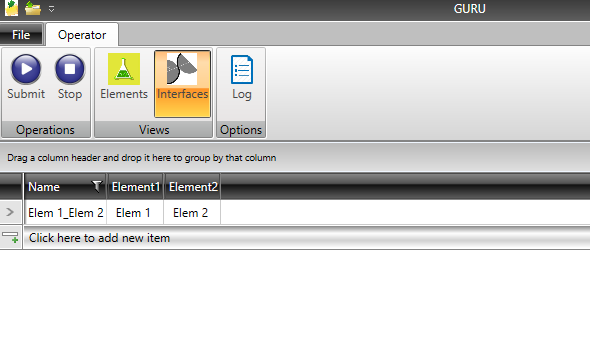 GURU
File Operator
Submit Stop Elements Interfaces Log
Operations Views Options
Drag a column header and drop it here to group by that column
Name Element1 Element2
Elem 1_Elem 2 Elem 1 Elem 2
Click here to add new item